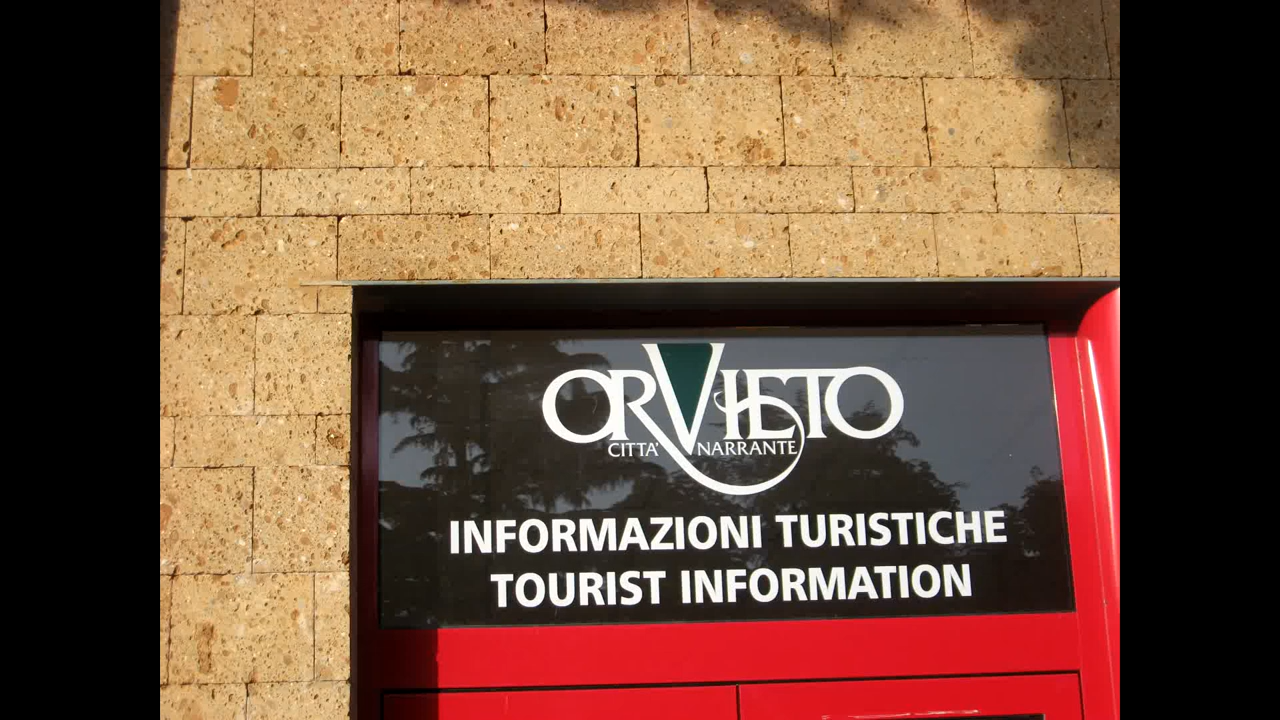 ORVIETO
CITTA' NARRANTE
INFORMAZIONI TURISTICHE
TOURIST INFORMATION